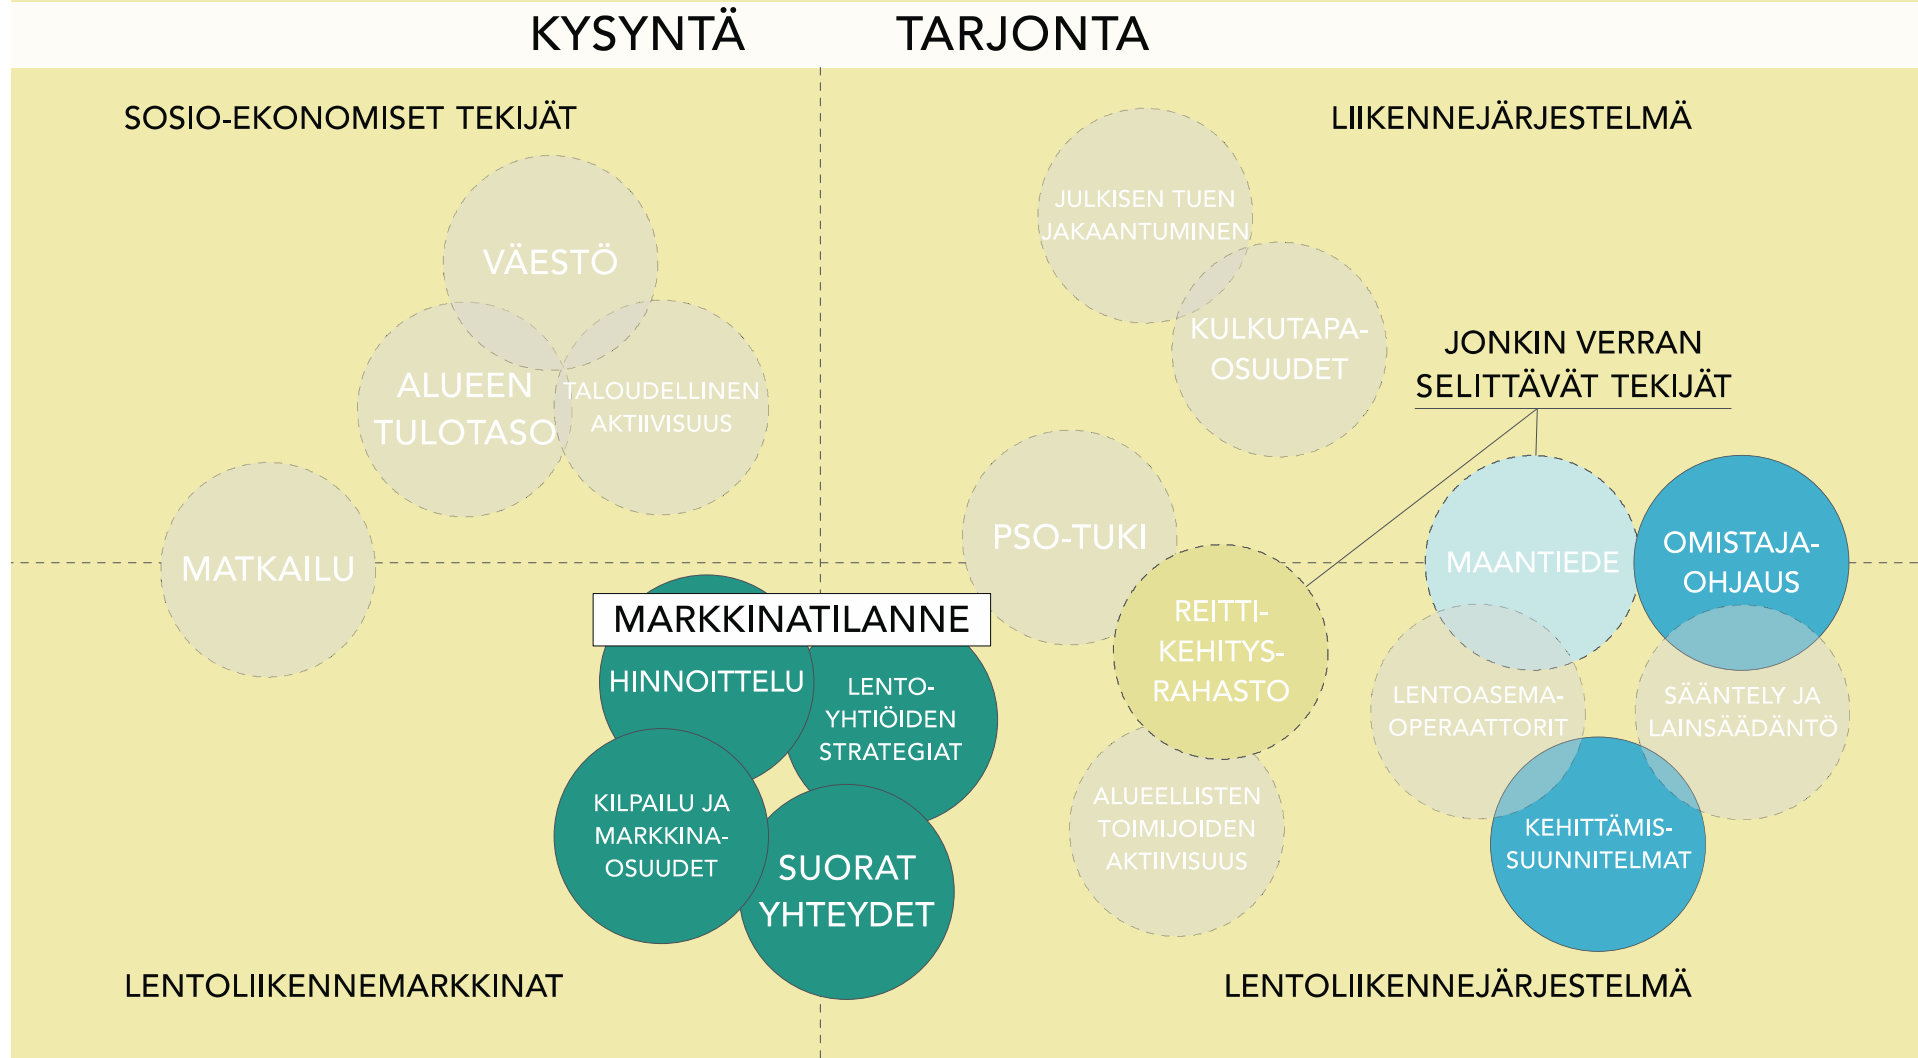 KYSYNTÄ
TARJONTA
SOSIO-EKONOMISET TEKIJÄT
LIIKENNEJÄRJESTELMÄ
VÄESTÖ
ALUEEN
TULOTASO
TALOUDELLINEN
AKTIIVISUUS
MATKAILU
JULKISEN TUEN
JAKAANTUMINEN
KULKUTAPA-
OSUUDET
JONKIN VERRAN
SELITTÄVÄT TEKIJÄT
PSO-TUKI
REITTI-
KEHITYS-
RAHASTO
MAANTIEDE
OMISTAJA-
OHJAUS
MARKKINATILANNE
HINNOITTELU
LENTO-
YHTIÖIDEN
STRATEGIAT
KILPAILU JA
MARKKINA-
OSUUDET
SUORAT
YHTEYDET
ALUEELLISTEN
TOIMIJOIDEN
AKTIIVISUUS
LENTOASEMA-
OPERAATTORIT
SÄÄNTELY JA
LAINSÄÄDÄNTÖ
KEHITTÄMIS-
SUUNNITELMAT
LENTOLIIKENNEMARKKINAT
LENTOLIIKENNEJÄRJESTELMÄ